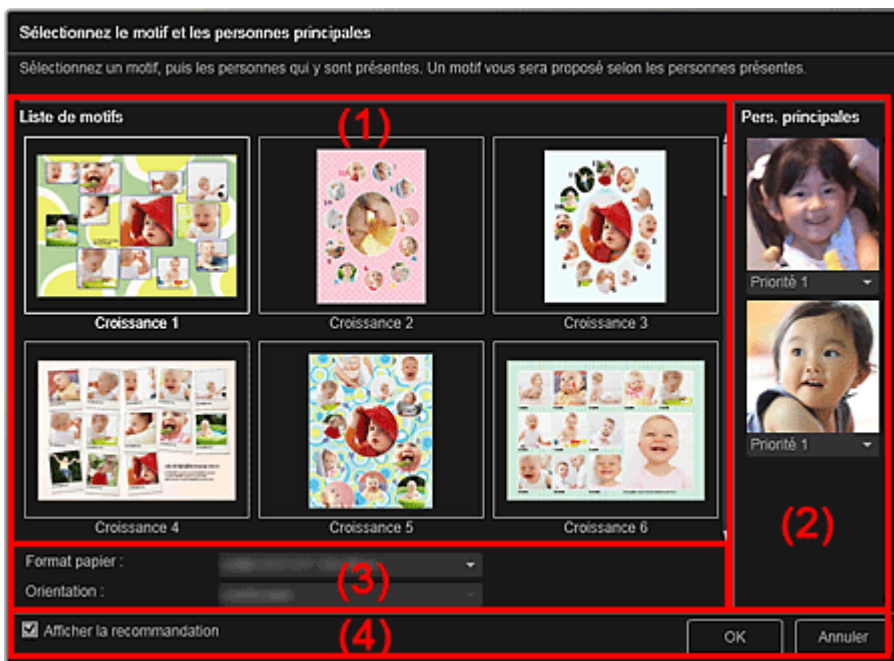 Sélectionnez le motif et les personnes principales
Sélectionnez un motif, puis les personnes qui y sont présentes. Un motif vous sera proposé selon les personnes présentes.
Liste de motifs
(1)
Pers. principales
Croissance 1
Croissance 2
Croissance 3
Priorité 1
Croissance 4
Croissance 5
Croissance 6
Priorité 1
(2)
Format papier :
(3)
Orientation :
Afficher la recommandation
(4)
OK
Annuler